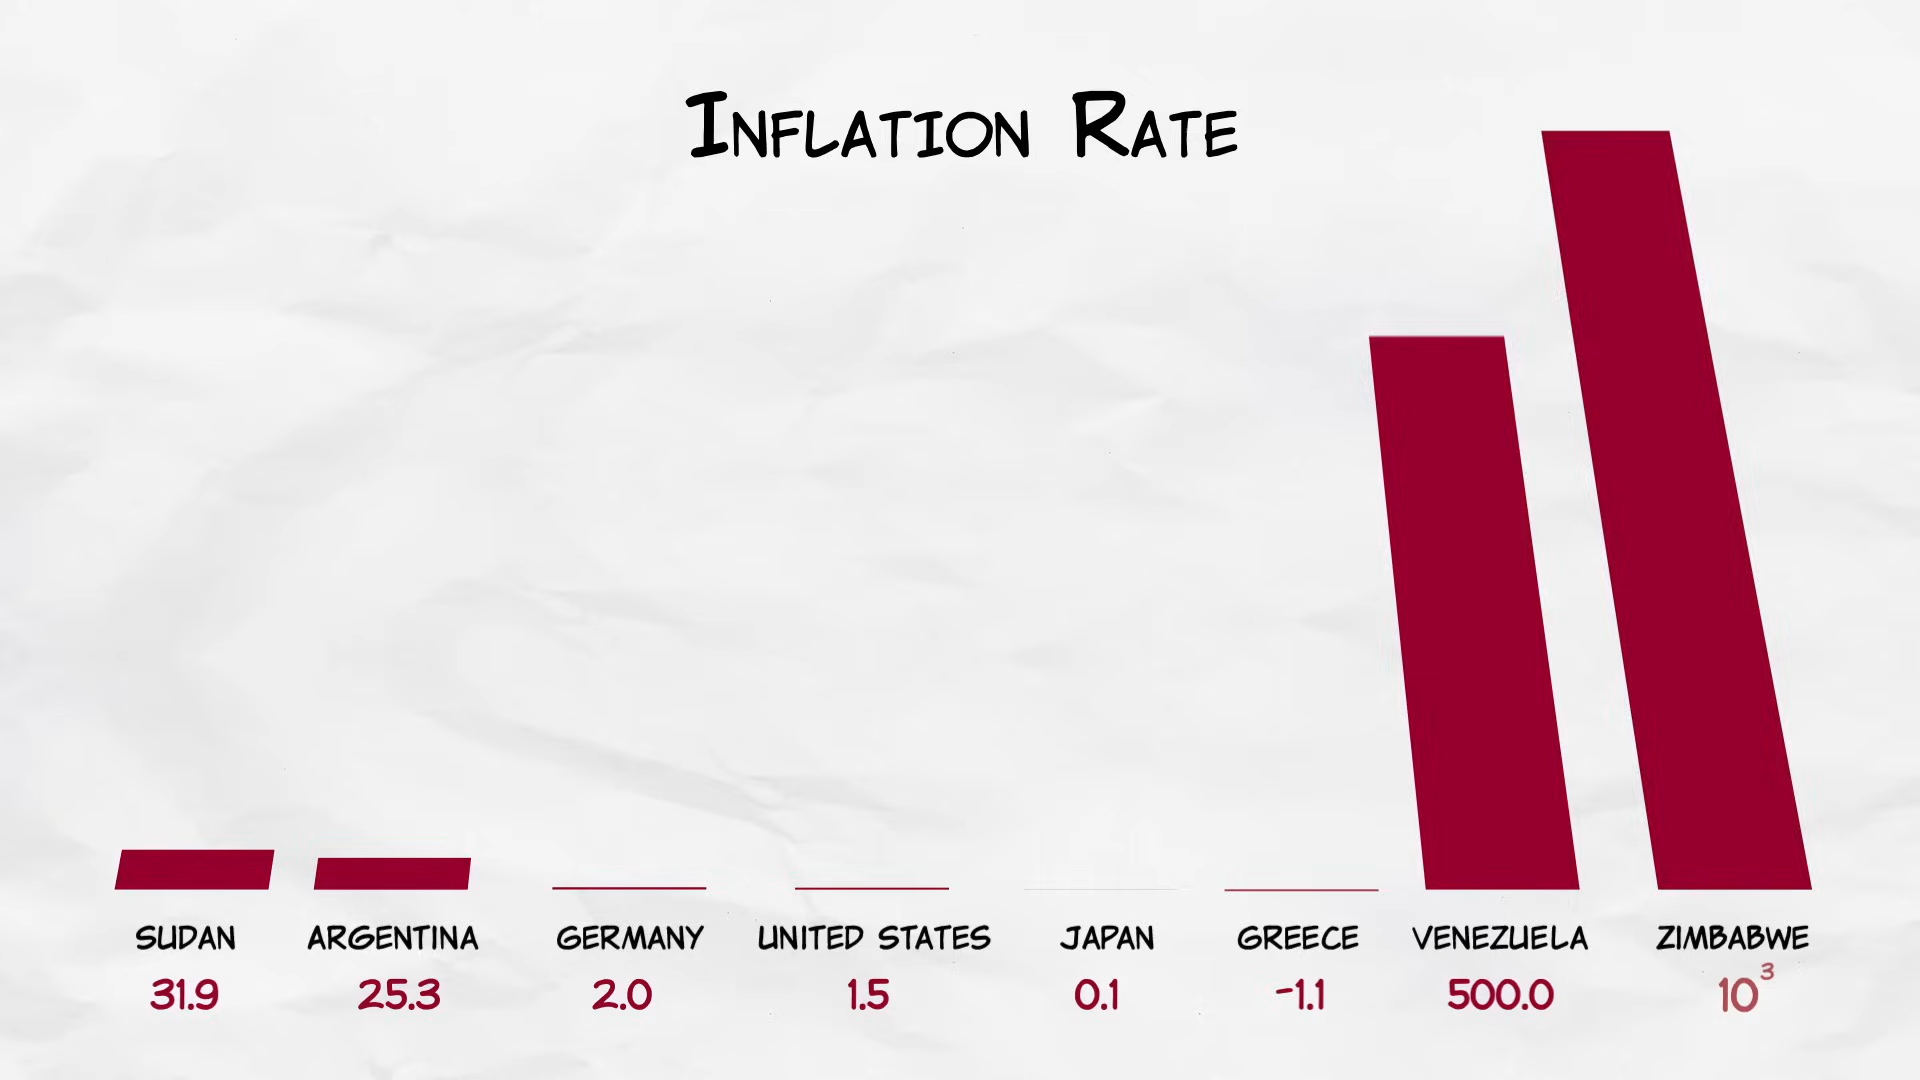 INFLATION RATE
SUDAN ARGENTINA GERMANY UNITED STATES JAPAN GREECE VENEZUELA ZIMBABWE
31.9 25.3 2.0 1.5 0.1 -1.1 500.0 10³